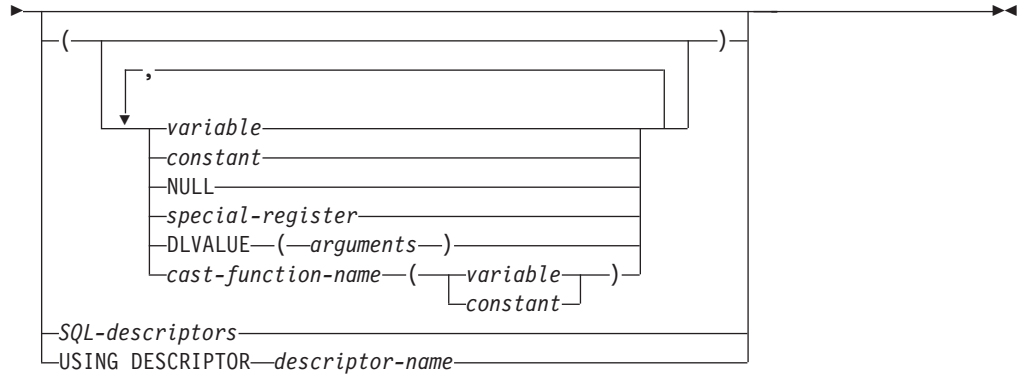 ( )
,
variable
constant
NULL
special-register
DLVALUE ( arguments )
cast-function-name ( variable )
constant
SQL-descriptors
USING DESCRIPTOR descriptor-name